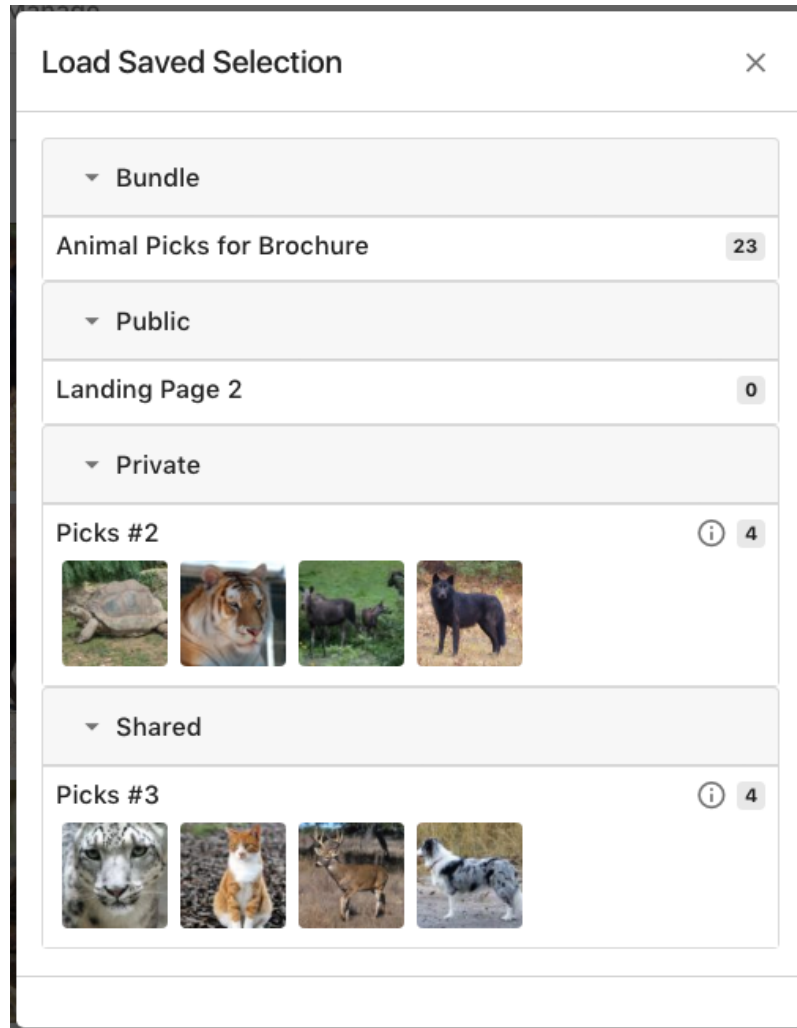 Manage
Load Saved Selection
Bundle
Animal Picks for Brochure 23
Public
Landing Page 2 0
Private
Picks #2 4
Shared
Picks #3 4